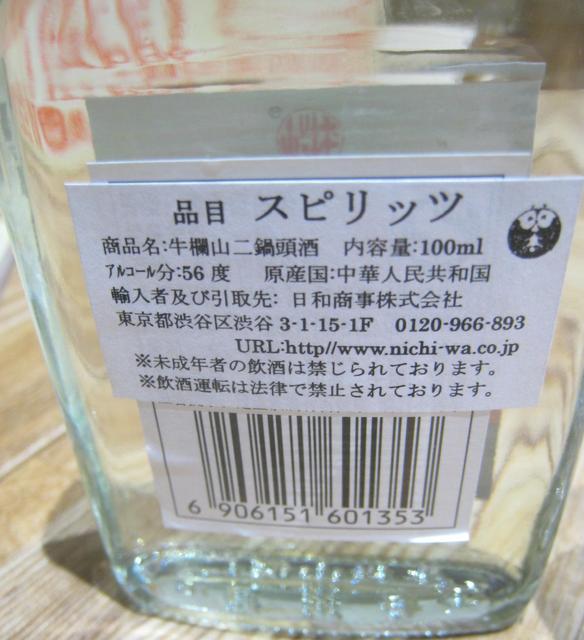 品目 スピリッツ
商品名:牛欄山二鍋頭酒 内容量:100ml
アルコール分:56度 原産国:中華人民共和国
輸入者及び引取先: 日和商事株式会社
東京都渋谷区渋谷 3-1-15-1F 0120-966-893
URL:http//www.nichi-wa.co.jp
※未成年者の飲酒は禁じられております。
※飲酒運転は法律で禁止されております。
6 906151 601353